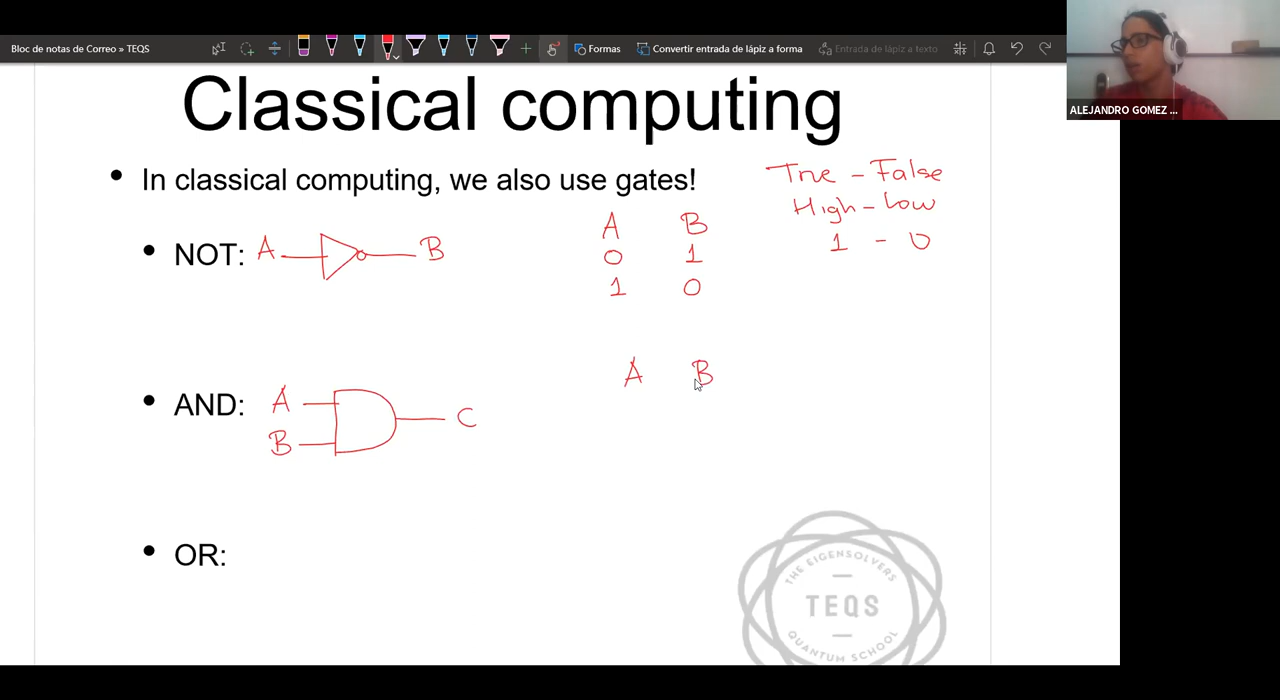 Bloc de notas de Correo » TEQS
Formas
Convertir entrada de lápiz a forma
Entrada de lápiz a texto
ALEJANDRO GOMEZ ...
Classical computing
• In classical computing, we also use gates!
True - False
High - Low
1 - 0
• NOT: A B
A B
0 1
1 0
• AND: A B C
A B
• OR:
THE EIGENSOLVERS
TEQS
QUANTUM SCHOOL